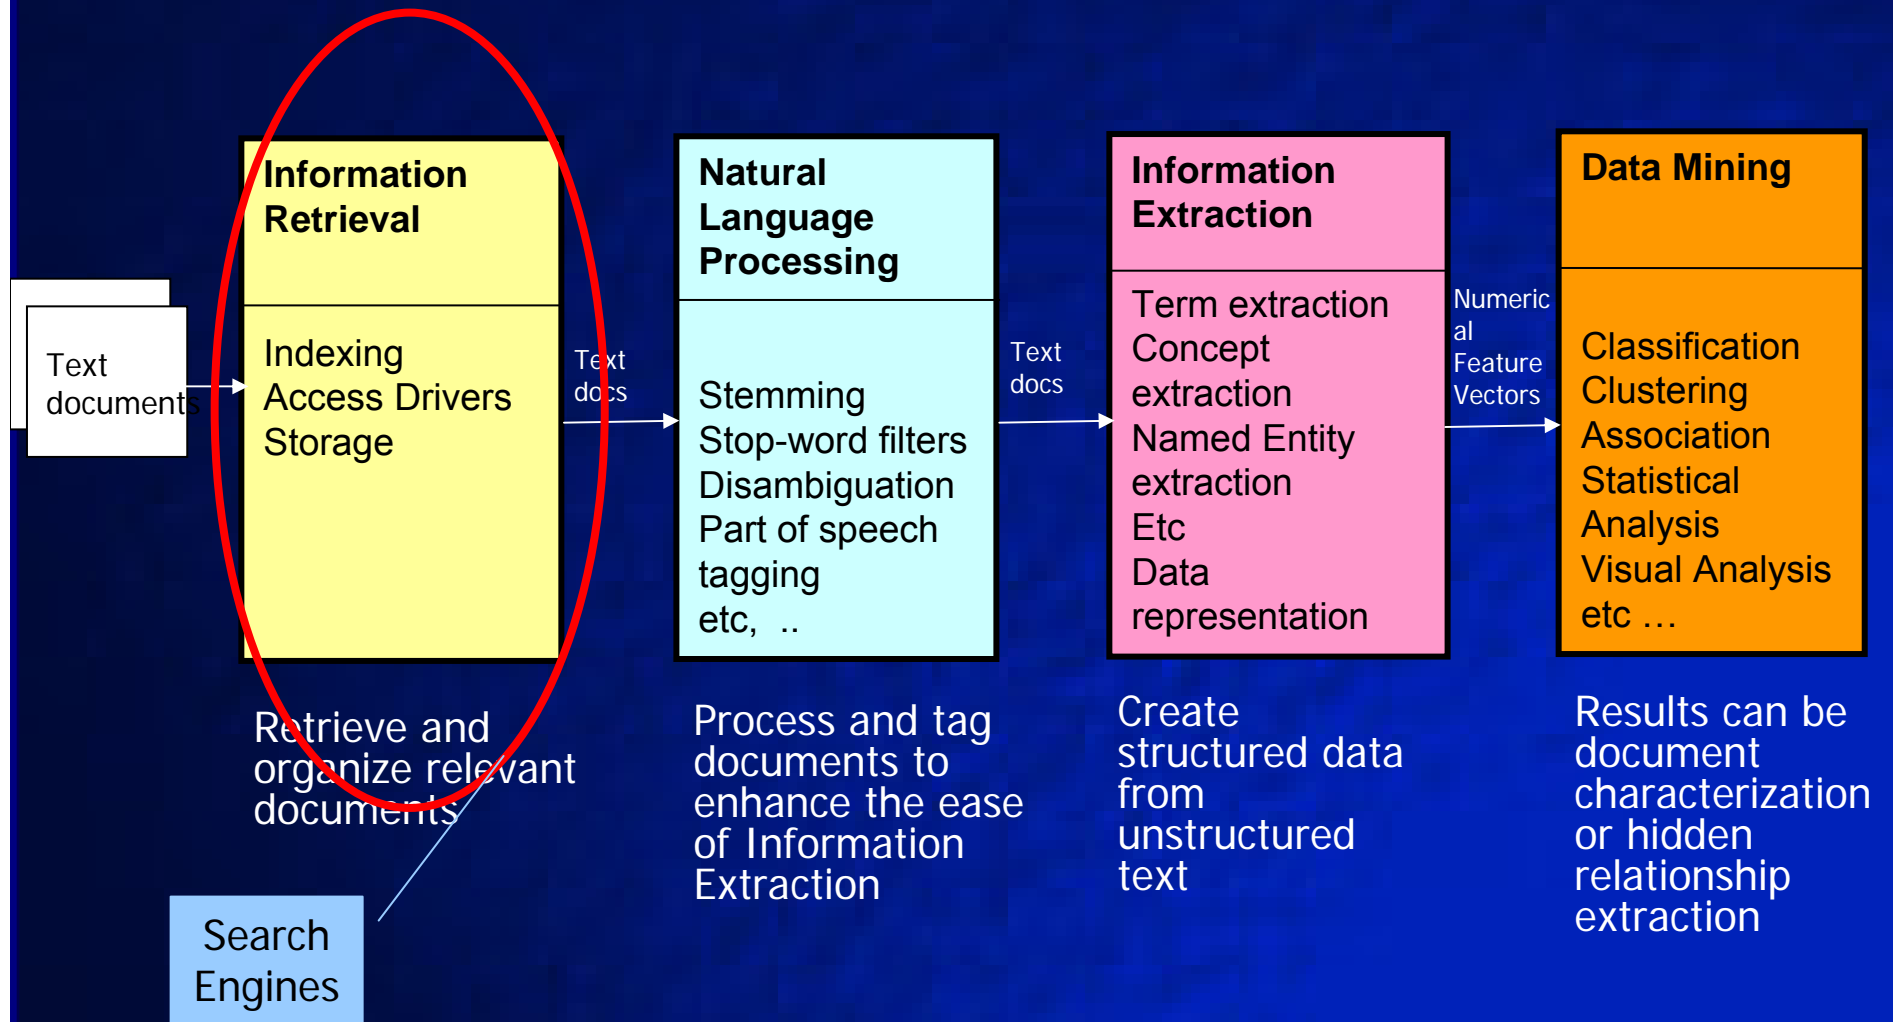 Text
documents
Information
Retrieval
Indexing
Access Drivers
Storage
Text
docs
Natural
Language
Processing
Stemming
Stop-word filters
Disambiguation
Part of speech
tagging
etc,  ..
Text
docs
Information
Extraction
Term extraction
Concept
extraction
Named Entity
extraction
Etc
Data
representation
Numeric
al
Feature
Vectors
Data Mining
Classification
Clustering
Association
Statistical
Analysis
Visual Analysis
etc …
Retrieve and
organize relevant
documents
Process and tag
documents to
enhance the ease
of Information
Extraction
Create
structured data
from
unstructured
text
Results can be
document
characterization
or hidden
relationship
extraction
Search
Engines